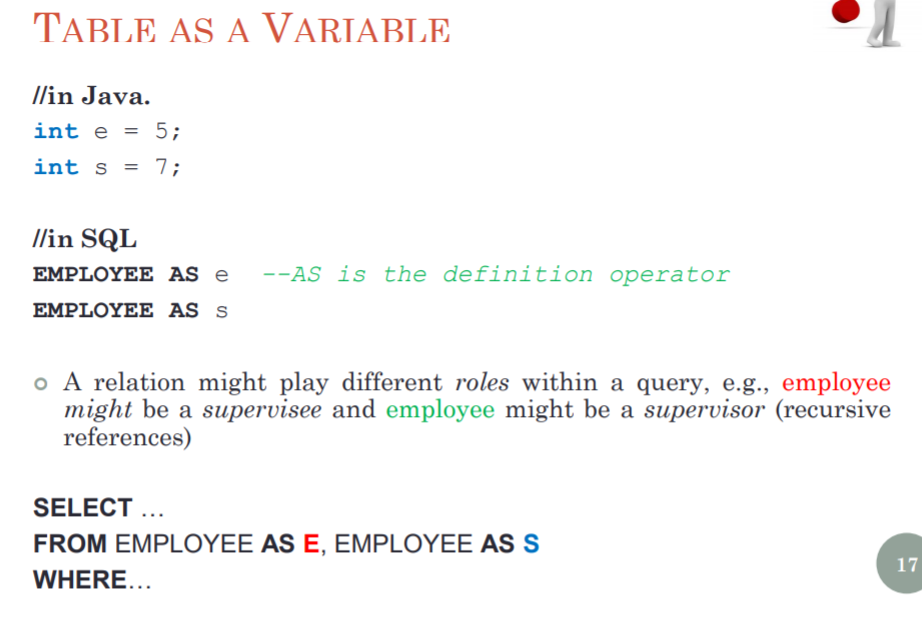 TABLE AS A VARIABLE
//in Java.
int e = 5;
int s = 7;
//in SQL
EMPLOYEE AS e --AS is the definition operator
EMPLOYEE AS s
A relation might play different roles within a query, e.g., employee
might be a supervisee and employee might be a supervisor (recursive
references)
SELECT ...
FROM EMPLOYEE AS E, EMPLOYEE AS S
WHERE...
17